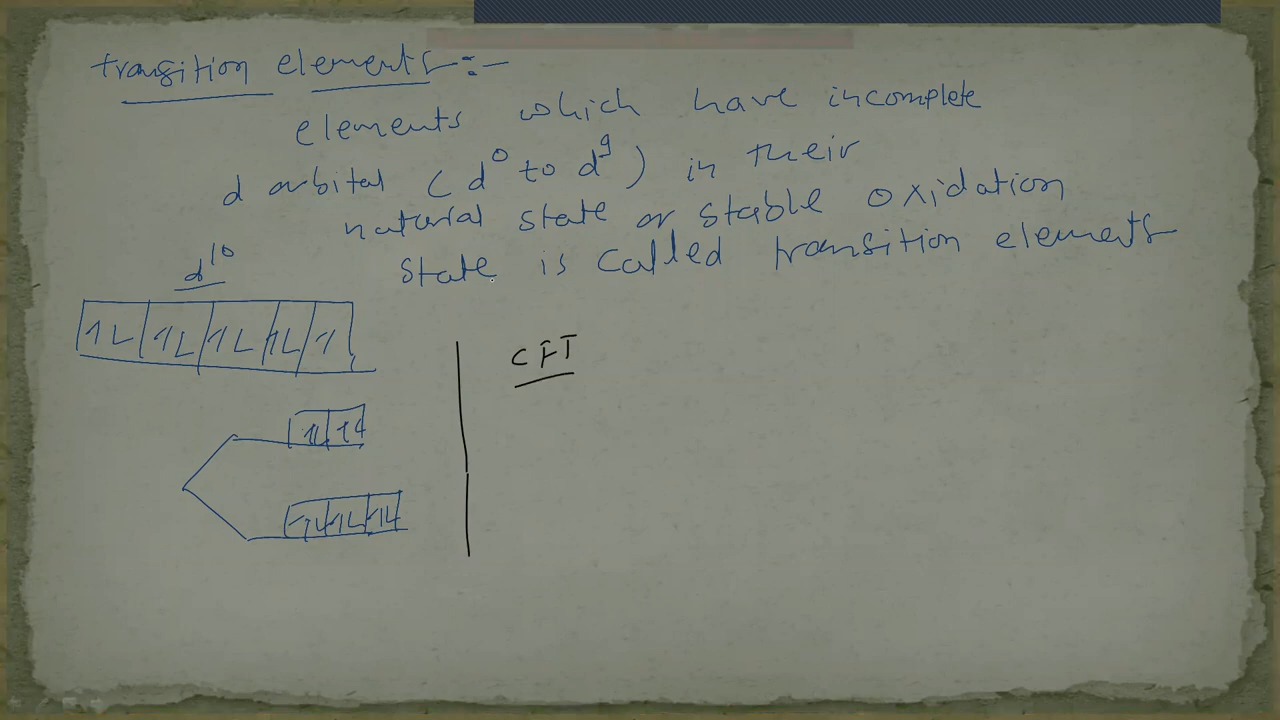 transition elements :-
elements which have incomplete
d orbital (d⁰ to d⁹) in their
natural state or stable oxidation
state is called transition elements
d¹⁰
CFT